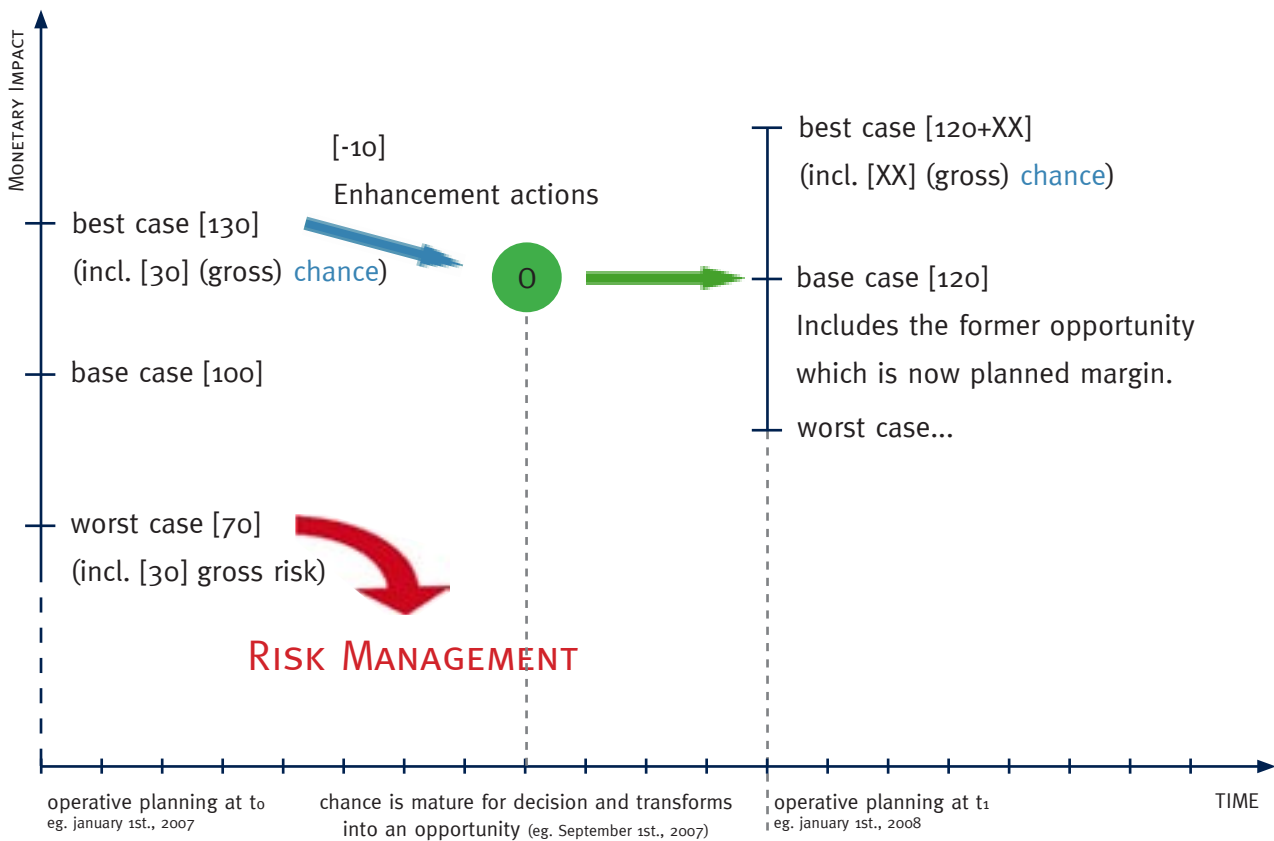 MONETARY IMPACT
[-10]
Enhancement actions
best case [130]
(incl. [30] (gross) chance)
base case [100]
worst case [70]
(incl. [30] gross risk)
RISK MANAGEMENT
O
best case [120+XX]
(incl. [XX] (gross) chance)
base case [120]
Includes the former opportunity
which is now planned margin.
worst case...
operative planning at t0
eg. january 1st., 2007
chance is mature for decision and transforms
into an opportunity (eg. September 1st., 2007)
operative planning at t1
eg. january 1st., 2008
TIME